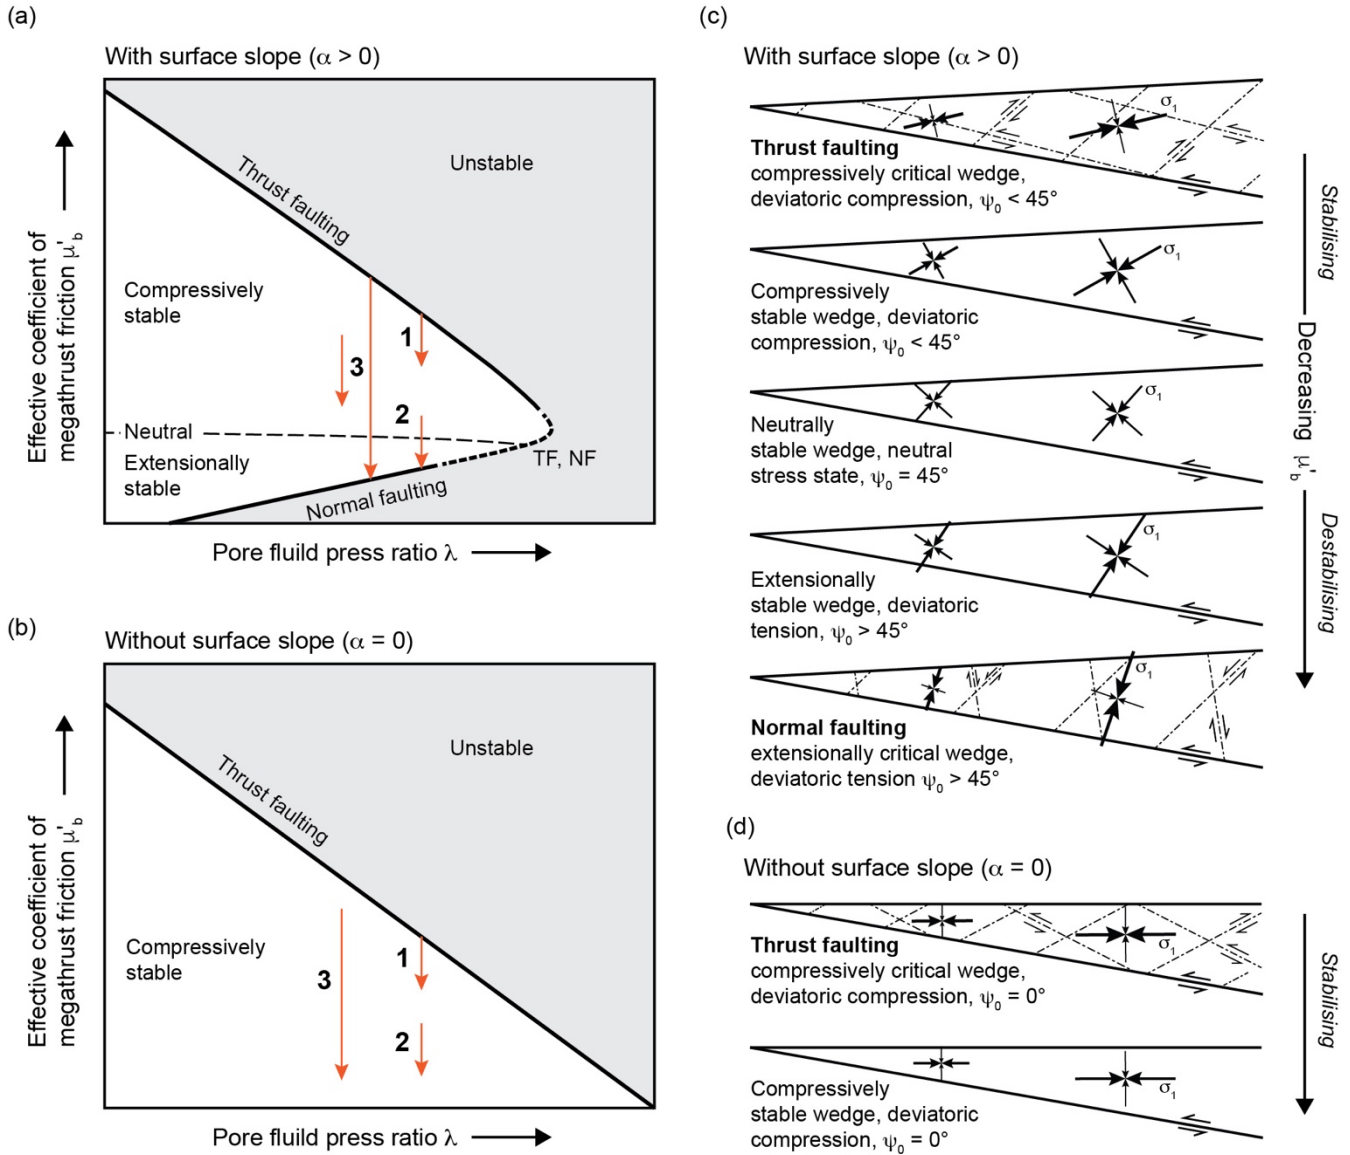 (a)
With surface slope (α > 0)
Unstable
Thrust faulting
Compressively
stable
1
3
2
Neutral
Extensionally
stable
TF, NF
Normal faulting
Effective coefficient of
megathrust friction μ'b
Pore fluild press ratio λ
(b)
Without surface slope (α = 0)
Unstable
Thrust faulting
Compressively
stable
1
3
2
Effective coefficient of
megathrust friction μ'b
Pore fluild press ratio λ
(c)
With surface slope (α > 0)
σ1
Thrust faulting
compressively critical wedge,
deviatoric compression, ψ0 < 45°
σ1
Compressively
stable wedge, deviatoric
compression, ψ0 < 45°
σ1
Neutrally
stable wedge, neutral
stress state, ψ0 = 45°
σ1
Extensionally
stable wedge, deviatoric
tension, ψ0 > 45°
σ1
Normal faulting
extensionally critical wedge,
deviatoric tension ψ0 > 45°
Stabilising
Decreasing μ'b
Destabilising
(d)
Without surface slope (α = 0)
σ1
Thrust faulting
compressively critical wedge,
deviatoric compression, ψ0 = 0°
σ1
Compressively
stable wedge, deviatoric
compression, ψ0 = 0°
Stabilising